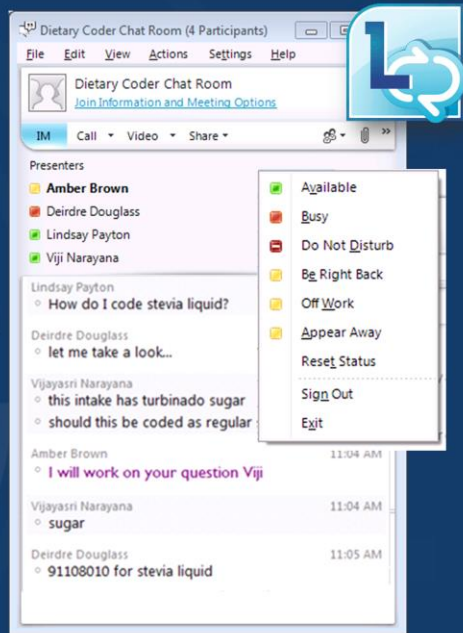 Dietary Coder Chat Room (4 Participants)
File Edit View Actions Settings Help
Dietary Coder Chat Room
Join Information and Meeting Options
IM Call Video Share
Presenters
Amber Brown
Deirdre Douglass
Lindsay Payton
Viji Narayana
Available
Busy
Do Not Disturb
Be Right Back
Off Work
Appear Away
Reset Status
Sign Out
Exit
Lindsay Payton
How do I code stevia liquid?
Deirdre Douglass
let me take a look...
Vijayasri Narayana
this intake has turbinado sugar
should this be coded as regular
Amber Brown 11:04 AM
I will work on your question Viji
Vijayasri Narayana 11:04 AM
sugar
Deirdre Douglass 11:05 AM
91108010 for stevia liquid